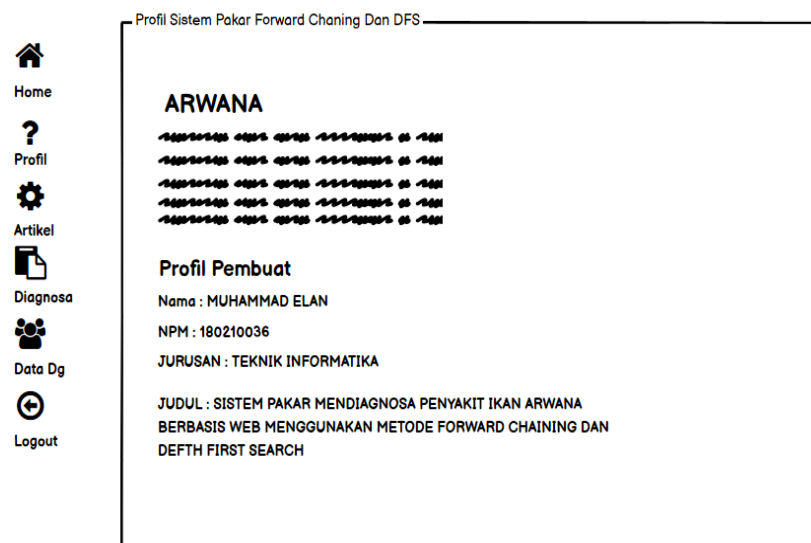 Profil Sistem Pakar Forward Chaning Dan DFS
Home
Profil
Artikel
Diagnosa
Data Dg
Logout
ARWANA
Profil Pembuat
Nama : MUHAMMAD ELAN
NPM : 180210036
JURUSAN : TEKNIK INFORMATIKA
JUDUL : SISTEM PAKAR MENDIAGNOSA PENYAKIT IKAN ARWANA
BERBASIS WEB MENGGUNAKAN METODE FORWARD CHAINING DAN
DEFTH FIRST SEARCH